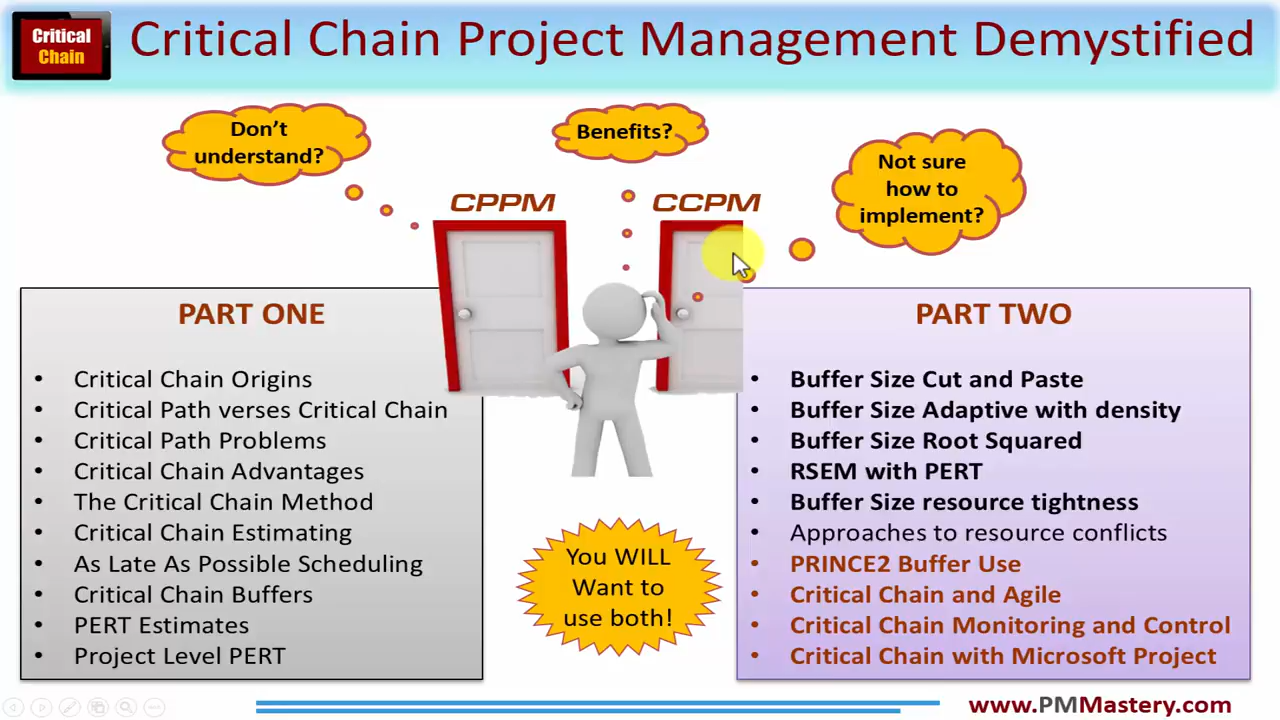 Critical
Chain
Critical Chain Project Management Demystified
Don't
understand?
Benefits?
Not sure
how to
implement?
CPPM
CCPM
PART ONE
• Critical Chain Origins
• Critical Path verses Critical Chain
• Critical Path Problems
• Critical Chain Advantages
• The Critical Chain Method
• Critical Chain Estimating
• As Late As Possible Scheduling
• Critical Chain Buffers
• PERT Estimates
• Project Level PERT
You WILL
Want to
use both!
PART TWO
• Buffer Size Cut and Paste
• Buffer Size Adaptive with density
• Buffer Size Root Squared
• RSEM with PERT
• Buffer Size resource tightness
• Approaches to resource conflicts
• PRINCE2 Buffer Use
• Critical Chain and Agile
• Critical Chain Monitoring and Control
• Critical Chain with Microsoft Project
www.PMMastery.com